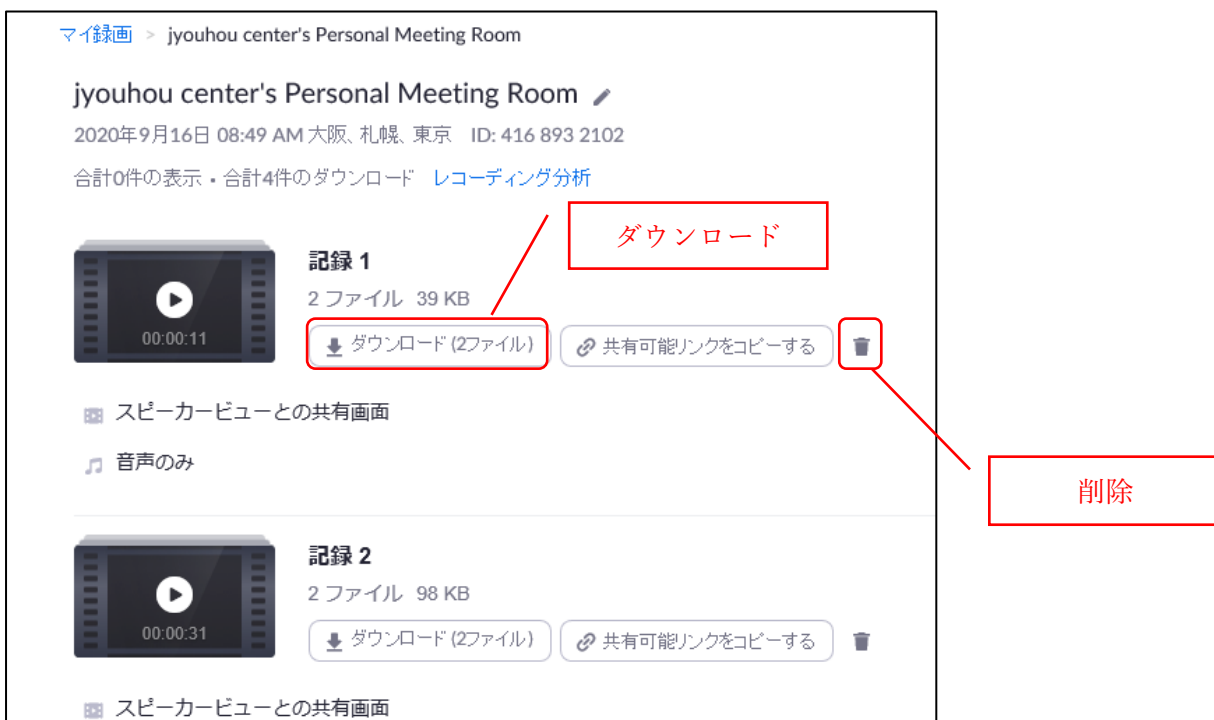 マイ録画 > jyouhou center's Personal Meeting Room
jyouhou center's Personal Meeting Room
2020年9月16日 08:49 AM 大阪、札幌、東京 ID: 416 893 2102
合計0件の表示・合計4件のダウンロード レコーディング分析
ダウンロード
記録 1
2 ファイル 39 KB
00:00:11
ダウンロード (2ファイル) 共有可能リンクをコピーする
スピーカービューとの共有画面
音声のみ
削除
記録 2
2 ファイル 98 KB
00:00:31
ダウンロード (2ファイル) 共有可能リンクをコピーする
スピーカービューとの共有画面